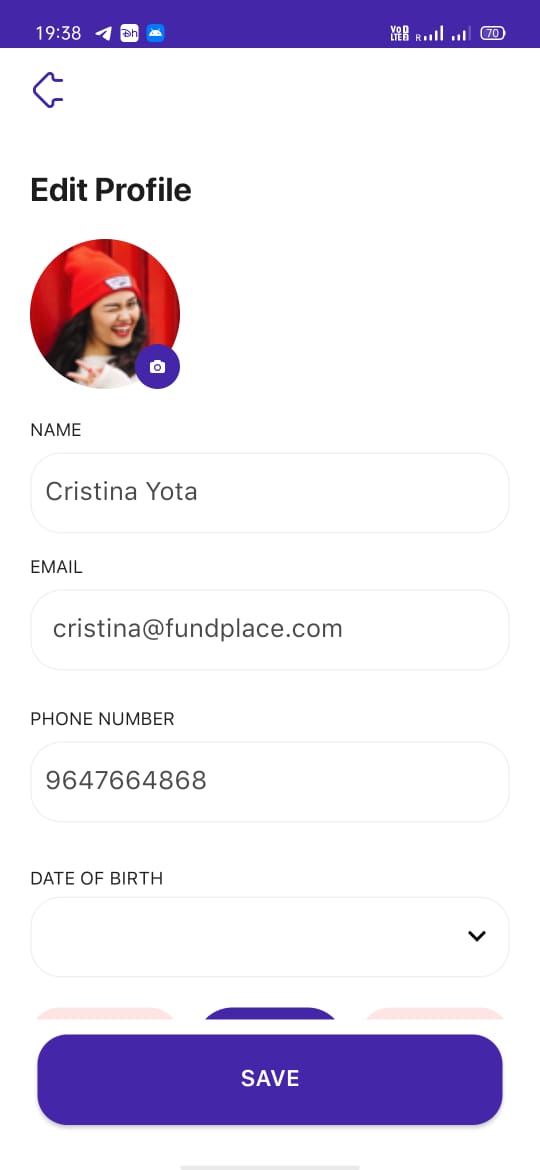 19:38
VoD
LTE
R
70
Edit Profile
NAME
Cristina Yota
EMAIL
cristina@fundplace.com
PHONE NUMBER
9647664868
DATE OF BIRTH
SAVE